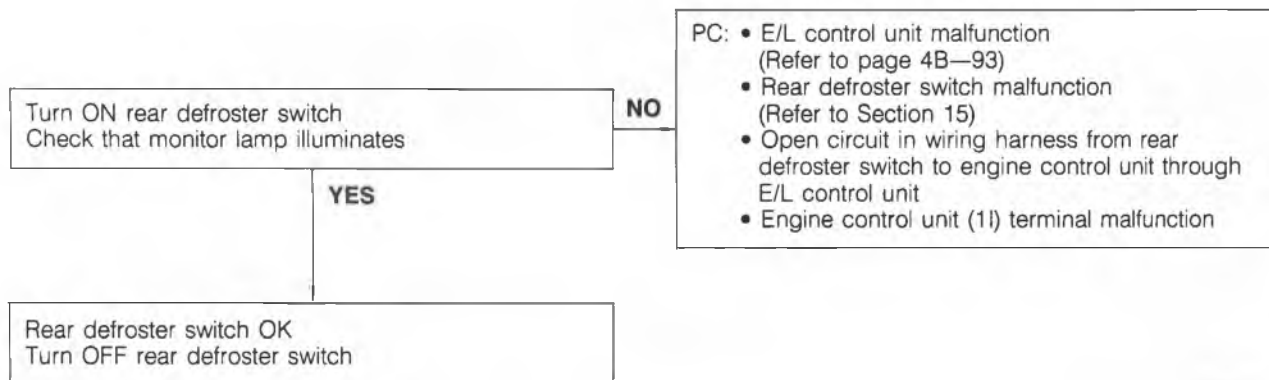 Turn ON rear defroster switch
Check that monitor lamp illuminates
NO
PC: • E/L control unit malfunction
(Refer to page 4B—93)
• Rear defroster switch malfunction
(Refer to Section 15)
• Open circuit in wiring harness from rear
defroster switch to engine control unit through
E/L control unit
• Engine control unit (1I) terminal malfunction
YES
Rear defroster switch OK
Turn OFF rear defroster switch